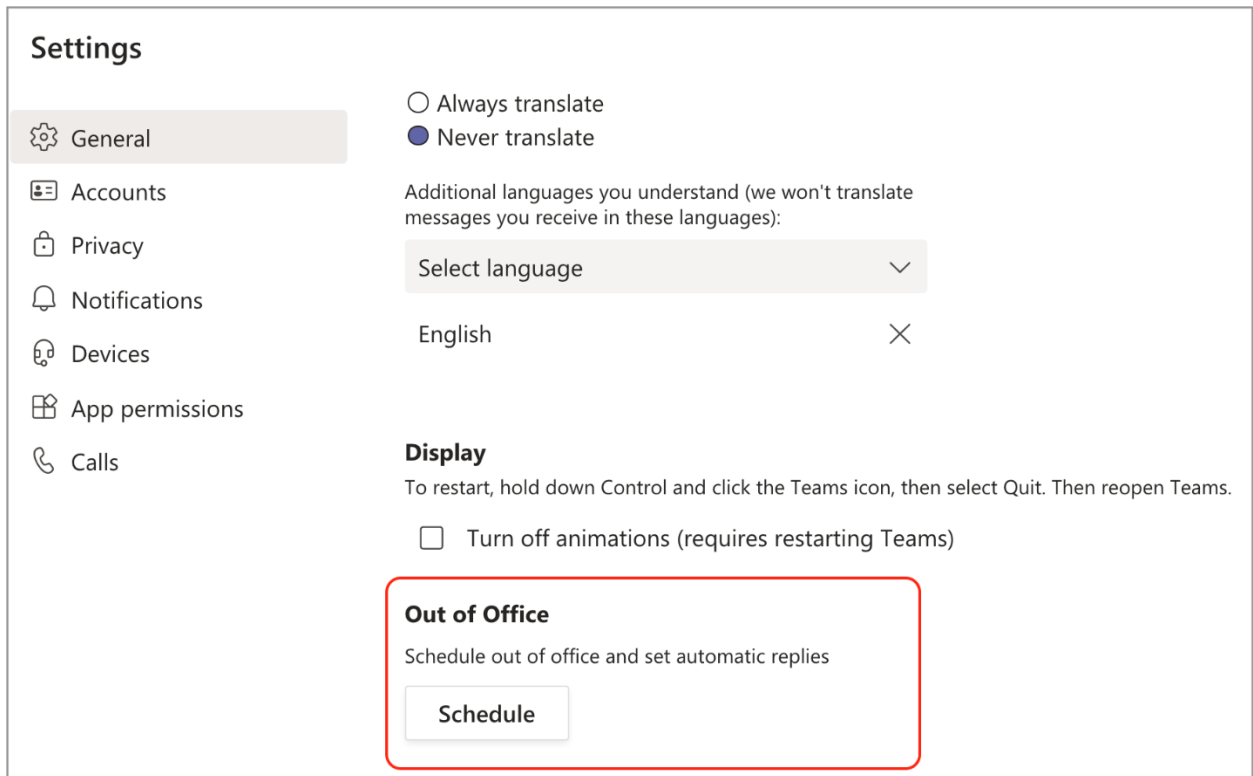 Settings
General
Accounts
Privacy
Notifications
Devices
App permissions
Calls
Always translate
Never translate
Additional languages you understand (we won't translate
messages you receive in these languages):
Select language
English
Display
To restart, hold down Control and click the Teams icon, then select Quit. Then reopen Teams.
Turn off animations (requires restarting Teams)
Out of Office
Schedule out of office and set automatic replies
Schedule